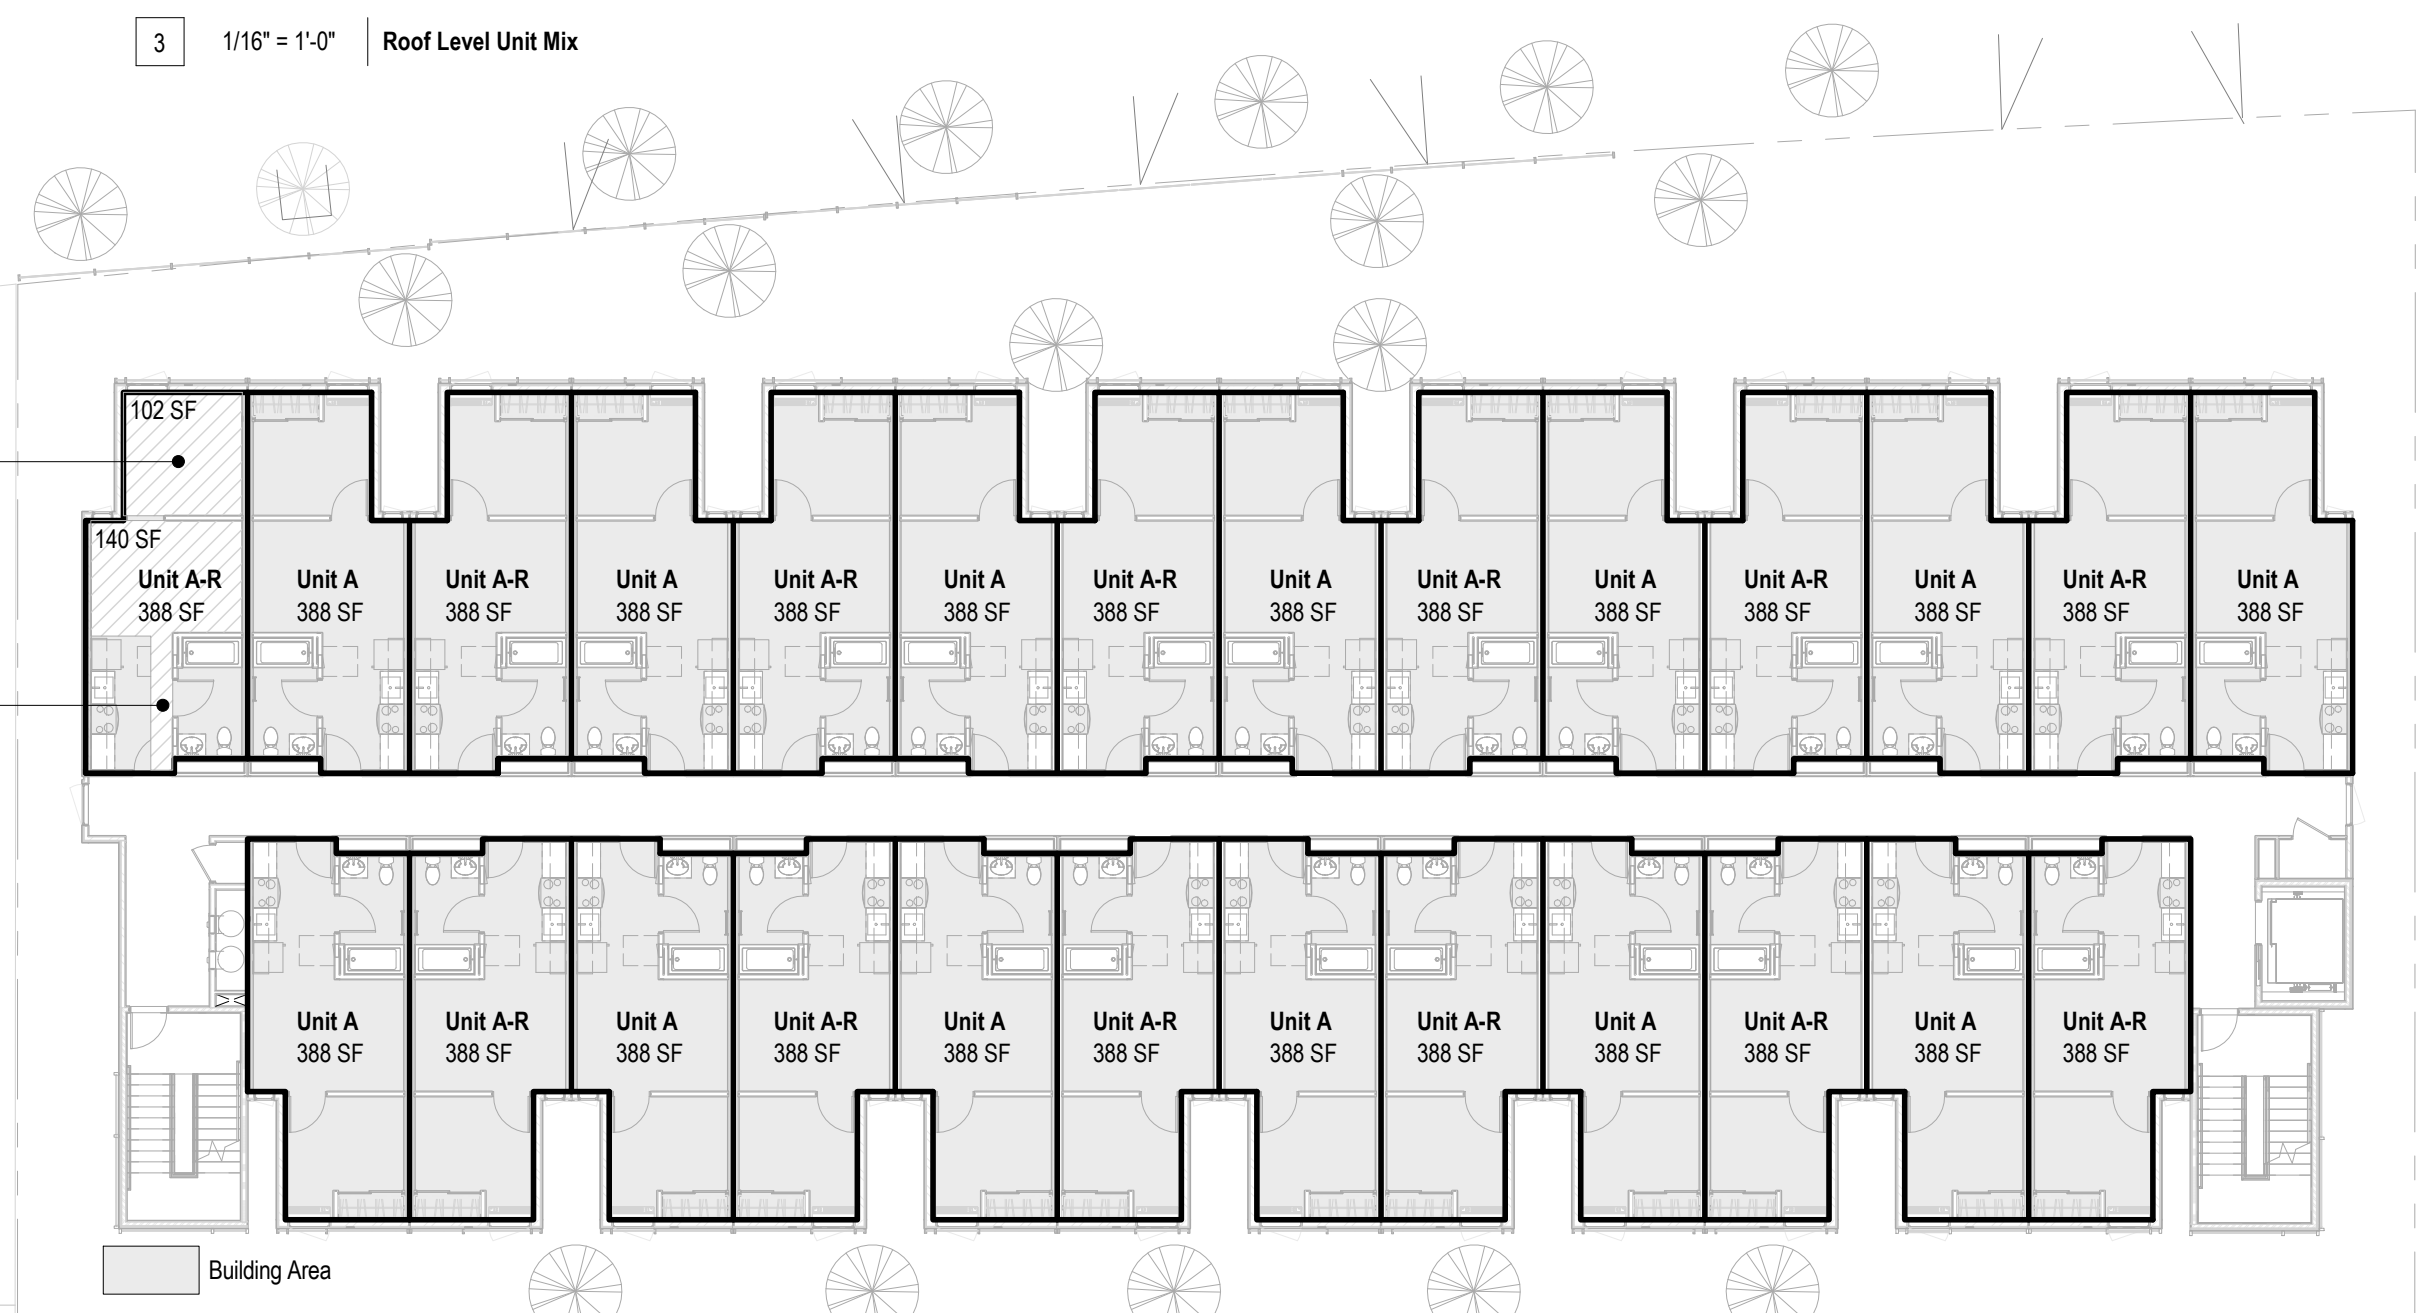 3 1/16" = 1'-0" Roof Level Unit Mix
102 SF
140 SF
Unit A-R Unit A Unit A-R Unit A Unit A-R Unit A Unit A-R Unit A Unit A-R Unit A Unit A-R Unit A Unit A-R Unit A
388 SF 388 SF 388 SF 388 SF 388 SF 388 SF 388 SF 388 SF 388 SF 388 SF 388 SF 388 SF 388 SF 388 SF
Unit A Unit A-R Unit A Unit A-R Unit A Unit A-R Unit A Unit A-R Unit A Unit A-R Unit A Unit A-R
388 SF 388 SF 388 SF 388 SF 388 SF 388 SF 388 SF 388 SF 388 SF 388 SF 388 SF 388 SF
Building Area